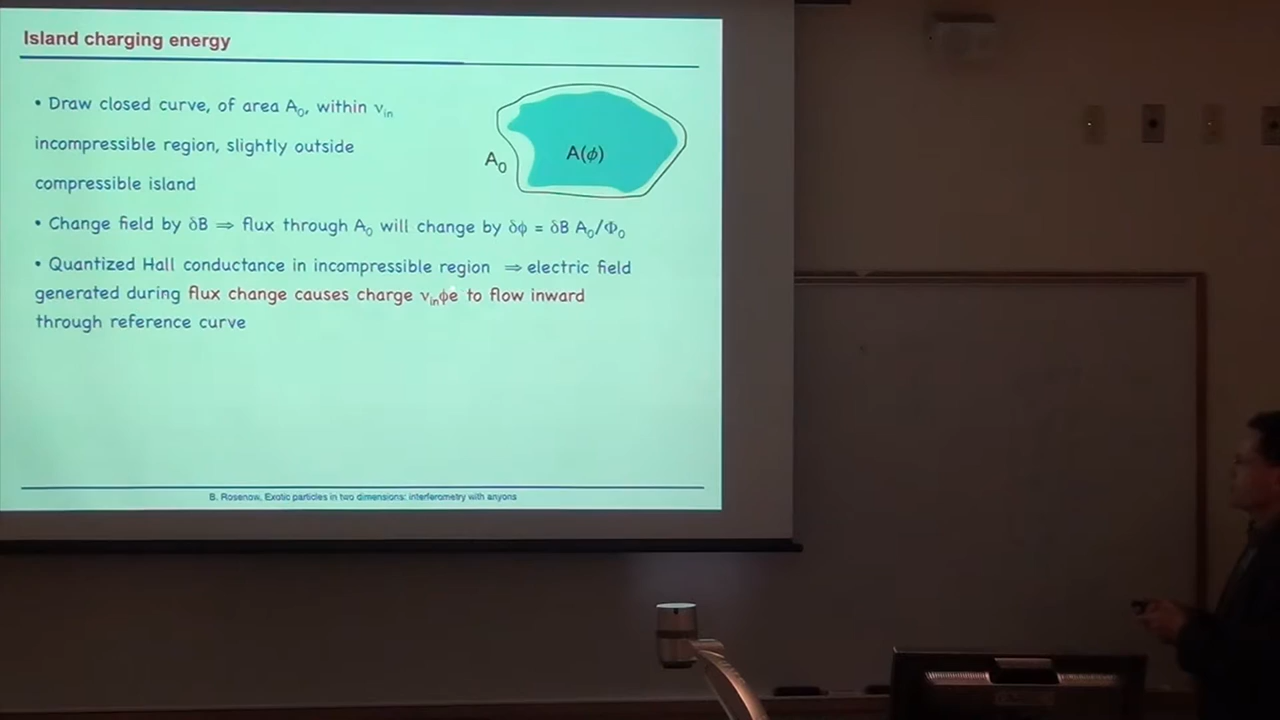 Island charging energy
• Draw closed curve, of area A₀, within νᵢₙ
incompressible region, slightly outside
compressible island
A₀
A(ϕ)
• Change field by δB ⇒ flux through A₀ will change by δϕ = δB A₀/Φ₀
• Quantized Hall conductance in incompressible region ⇒ electric field
generated during flux change causes charge νᵢₙϕe to flow inward
through reference curve
B. Rosenow, Exotic particles in two dimensions: interferometry with anyons